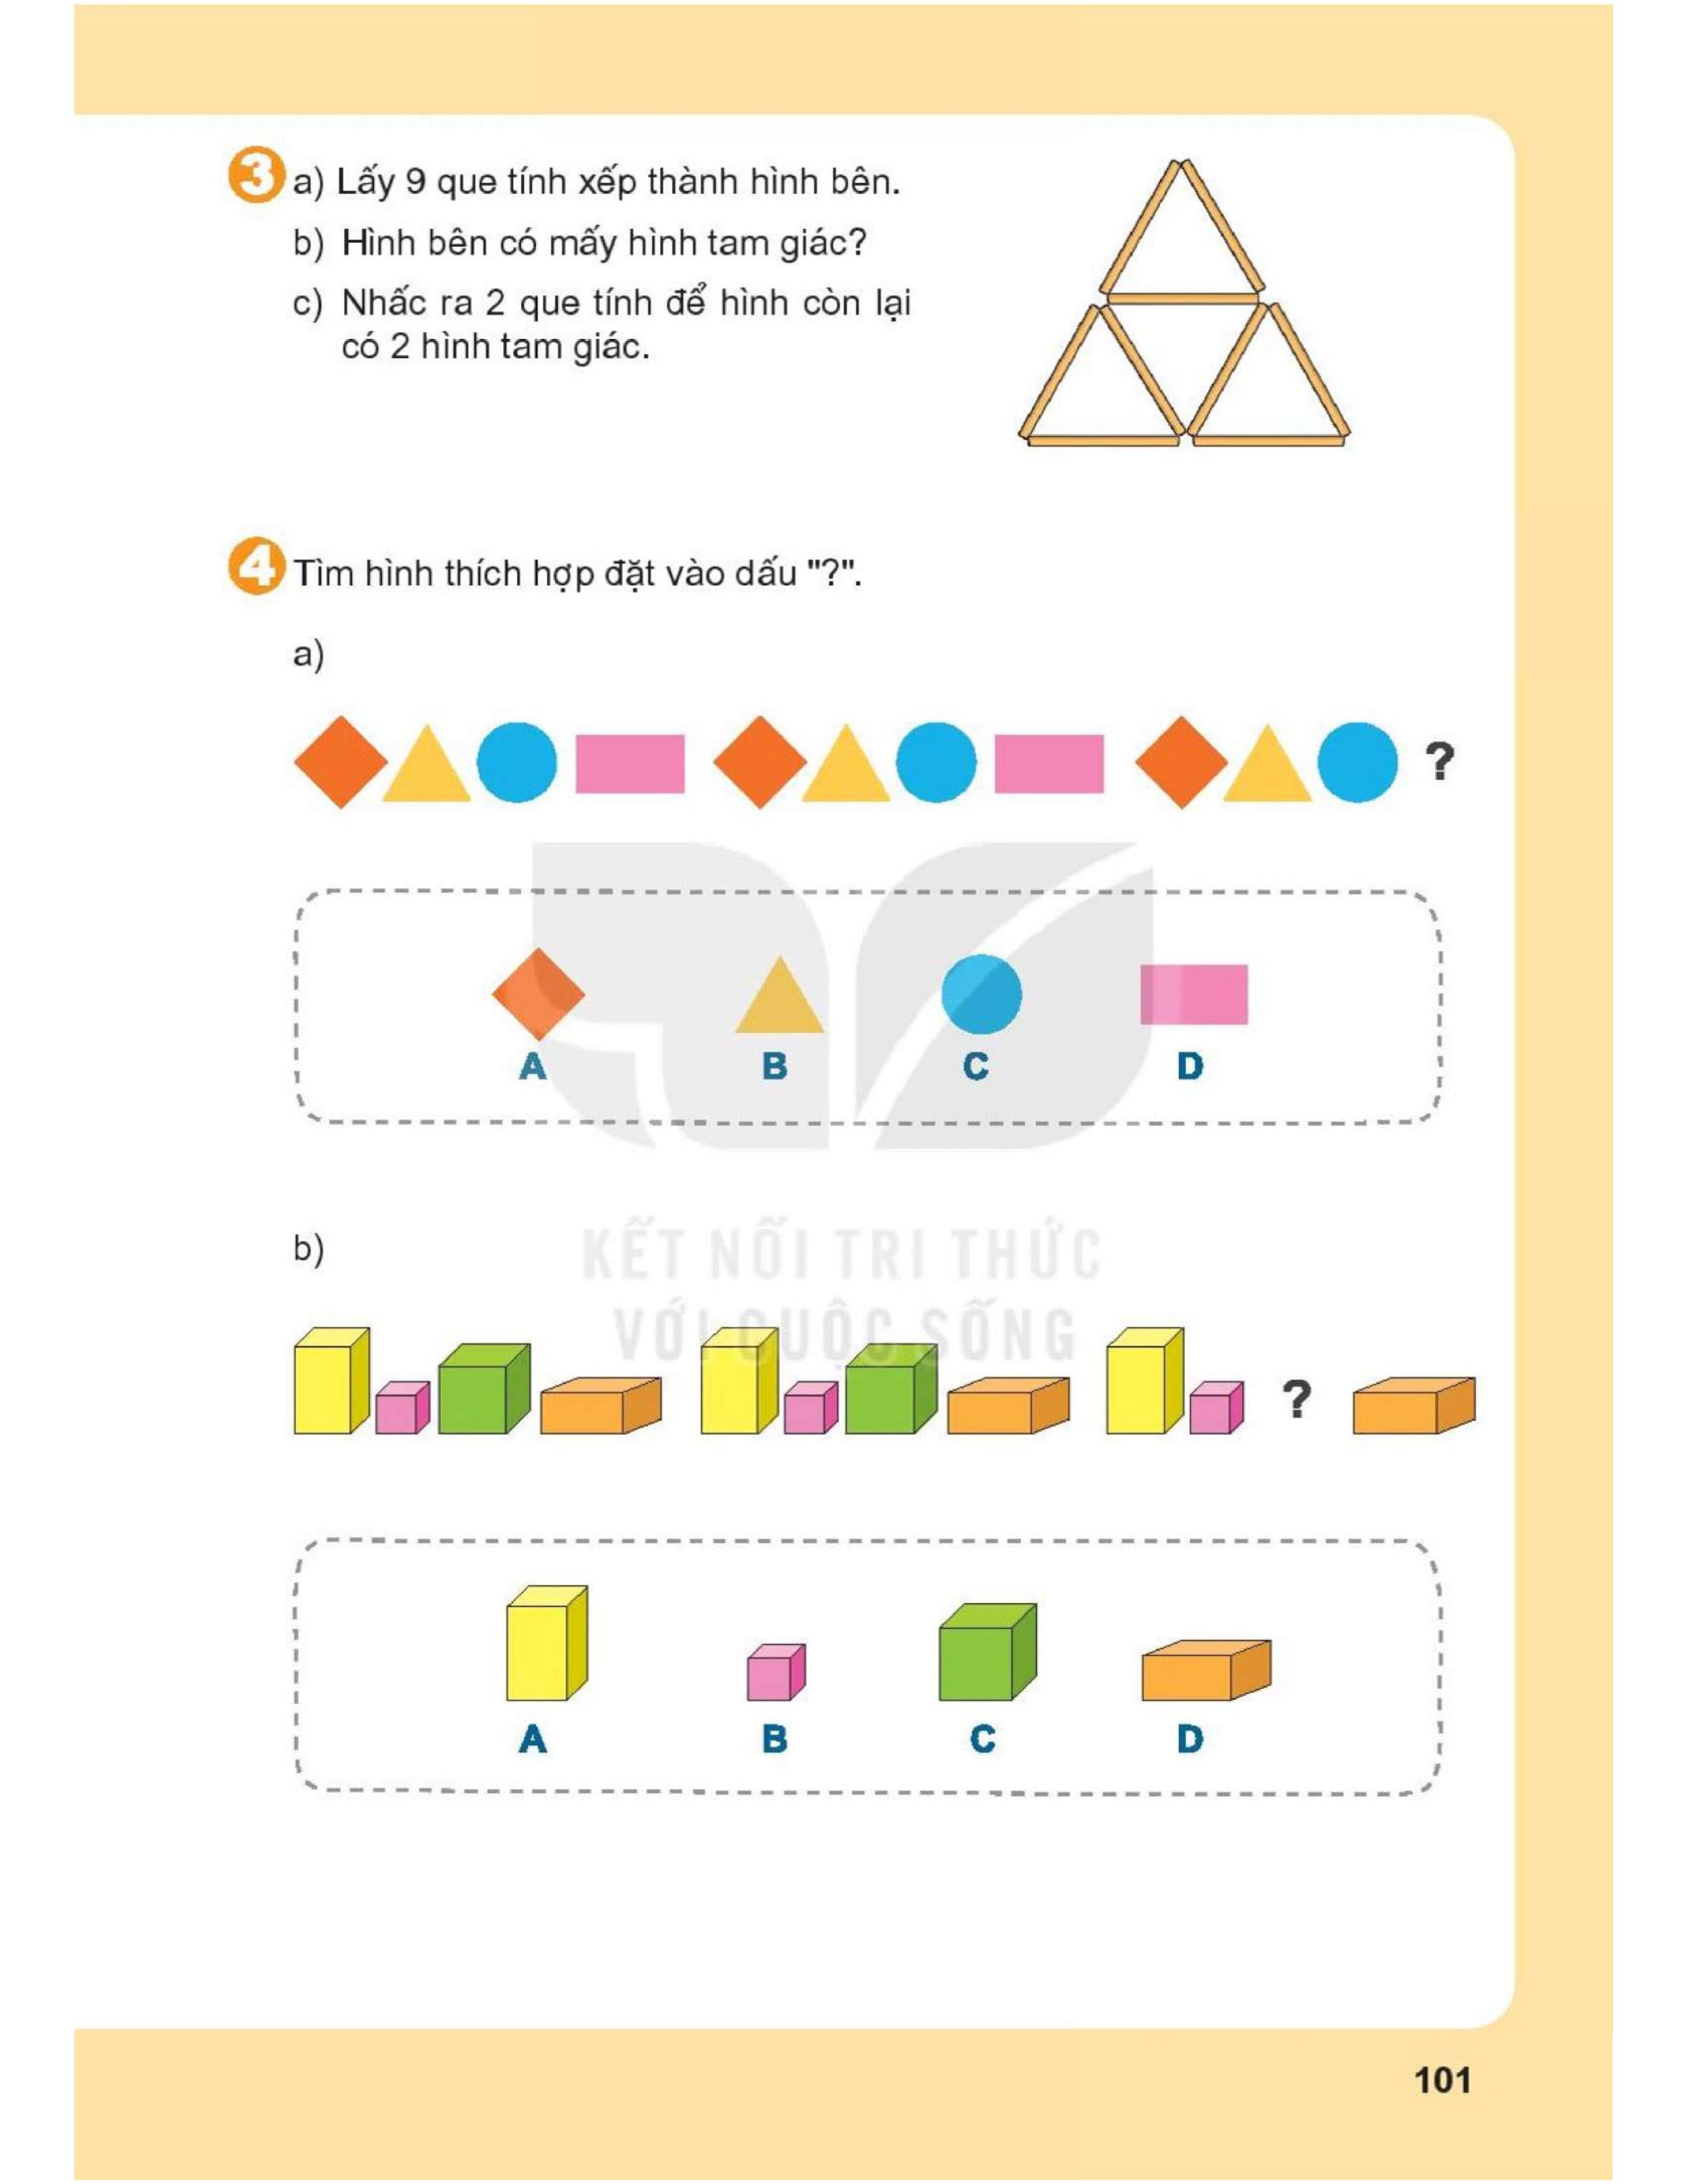 3 a) Lấy 9 que tính xếp thành hình bên.
b) Hình bên có mấy hình tam giác?
c) Nhấc ra 2 que tính để hình còn lại
có 2 hình tam giác.
4 Tìm hình thích hợp đặt vào dấu "?".
a)
?
A B C D
b)
KẾT NỐI TRI THỨC
VỚI CUỘC SỐNG
?
A B C D
101